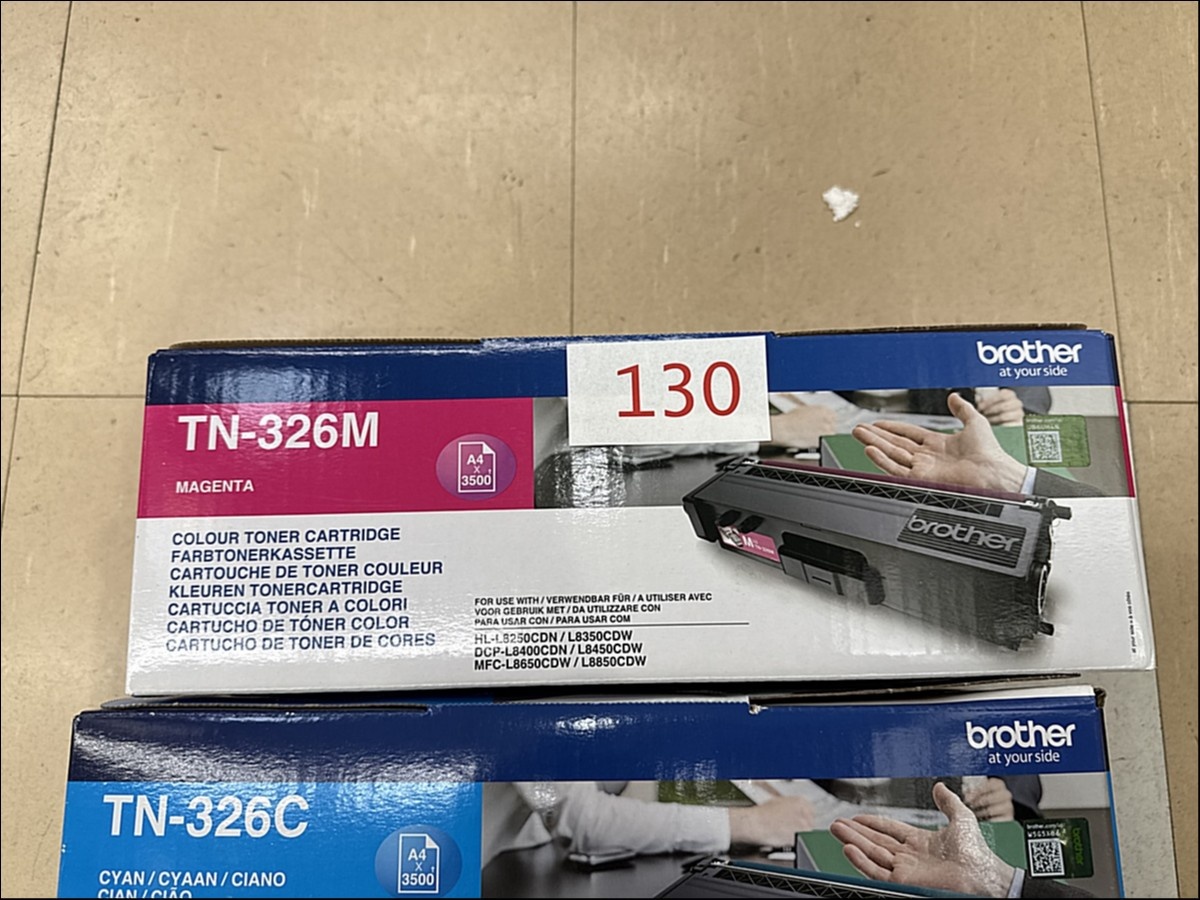 130
brother
at your side
TN-326M
A4
X
3500
MAGENTA
brother
COLOUR TONER CARTRIDGE
FARBTONERKASSETTE
CARTOUCHE DE TONER COULEUR
KLEUREN TONERCARTRIDGE
CARTUCCIA TONER A COLORI
CARTUCHO DE TÓNER COLOR
CARTUCHO DE TONER DE CORES
FOR USE WITH / VERWENDBAR FÜR / A UTILISER AVEC
VOOR GEBRUIK MET / DA UTILIZZARE CON
PARA USAR CON / PARA USAR COM
HL-L8250CDN / L8350CDW
DCP-L8400CDN / L8450CDW
MFC-L8650CDW / L8850CDW
brother
at your side
TN-326C
A4
X
3500
CYAN / CYAAN / CIANO
CIAN / CIÃO